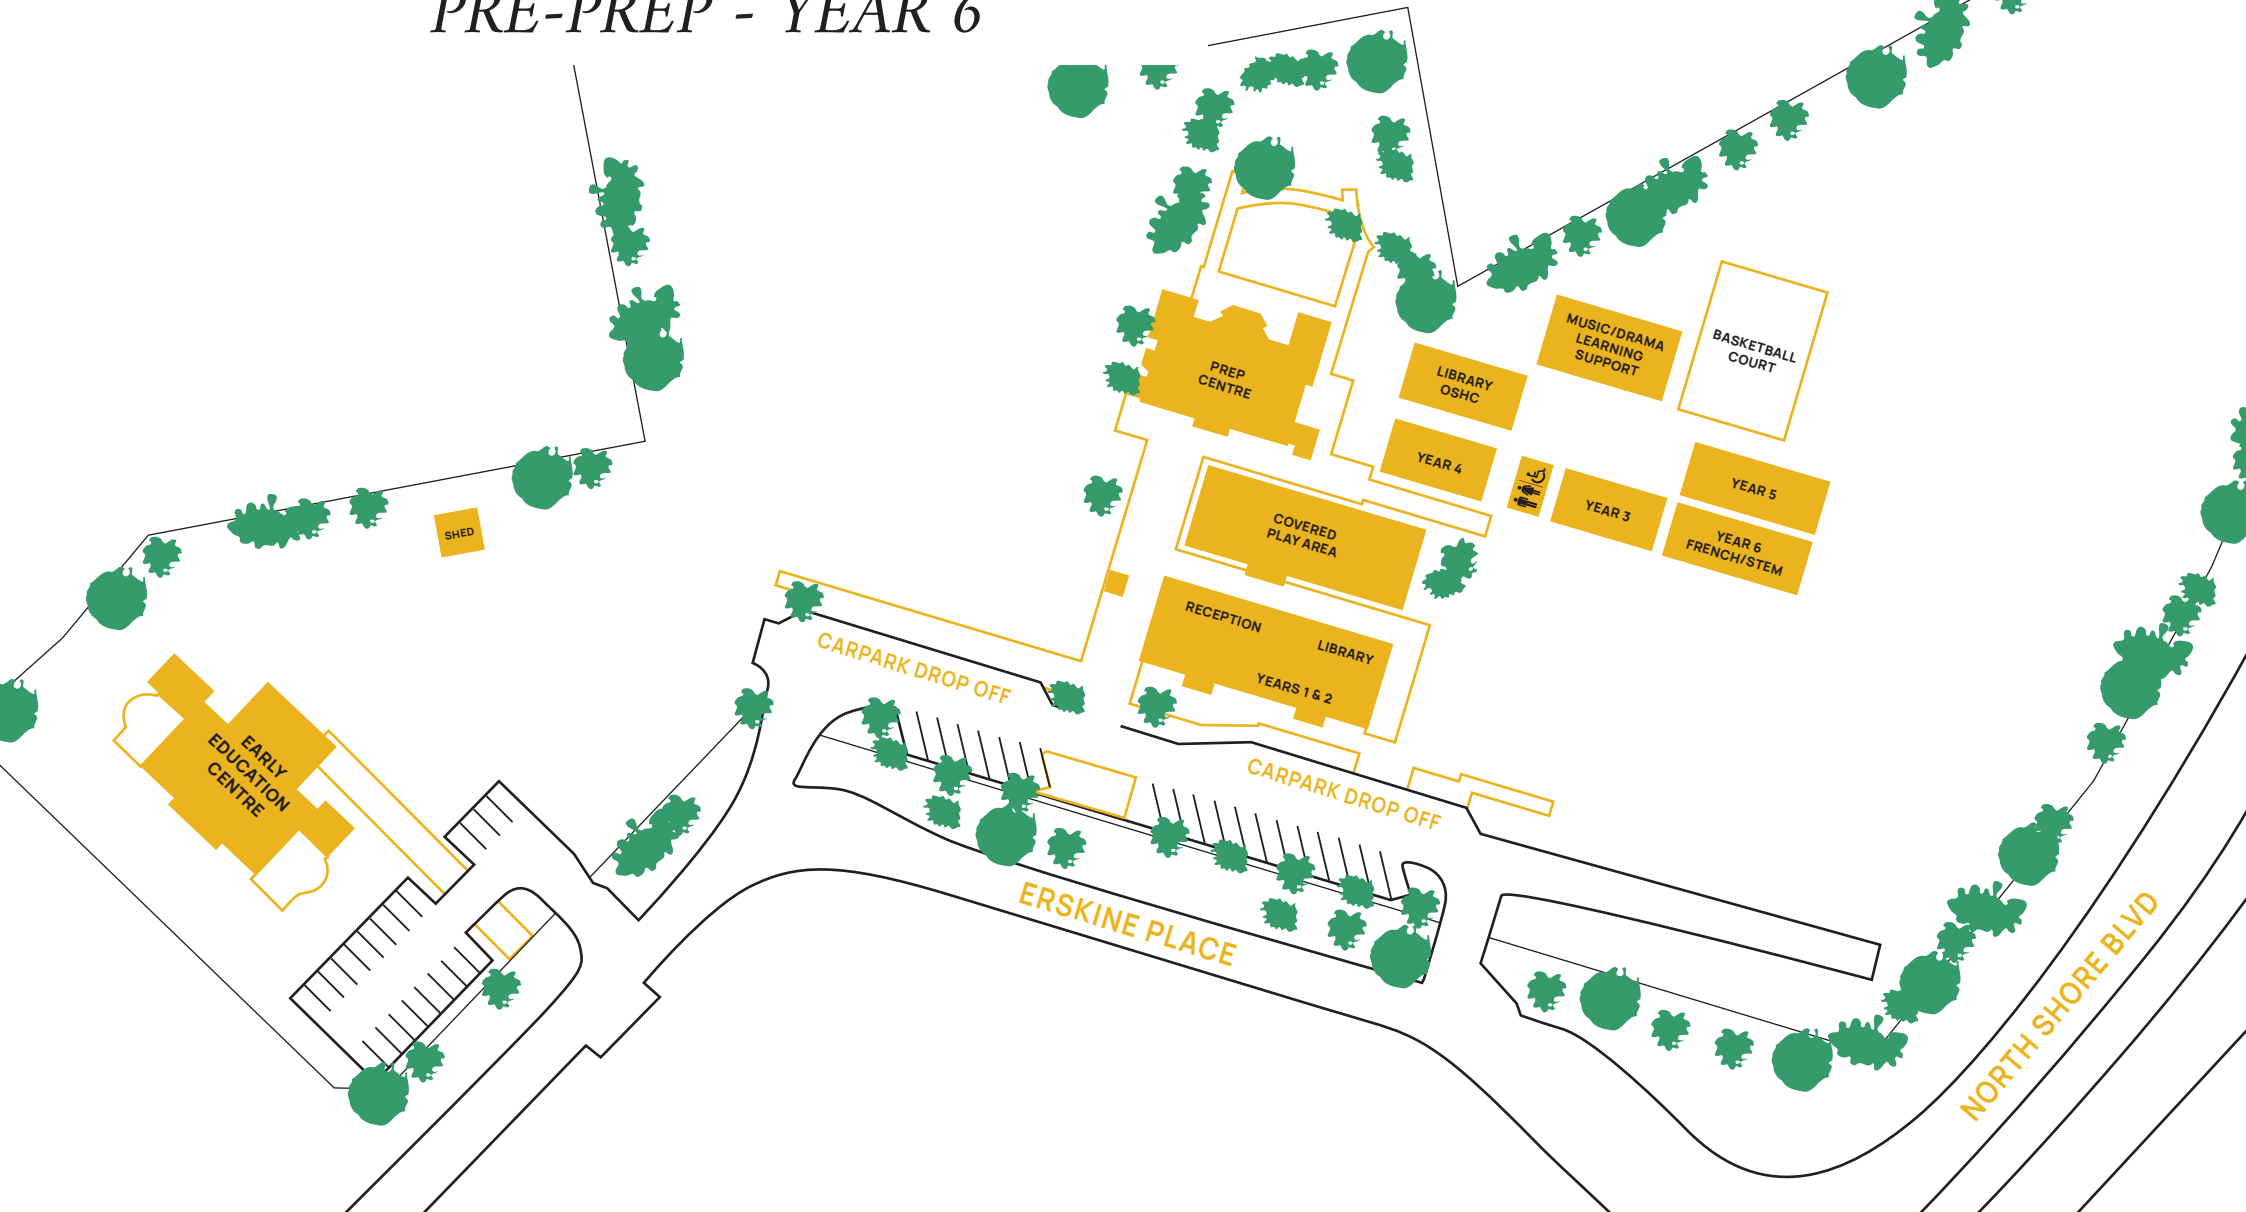 PRE-PREP - YEAR 6
MUSIC/DRAMA
LEARNING
SUPPORT
BASKETBALL
COURT
PREP
CENTRE
LIBRARY
OSHC
YEAR 4
YEAR 3
YEAR 5
YEAR 6
FRENCH/STEM
SHED
COVERED
PLAY AREA
RECEPTION
LIBRARY
YEARS 1 & 2
CARPARK DROP OFF
EARLY
EDUCATION
CENTRE
CARPARK DROP OFF
ERSKINE PLACE
NORTH SHORE BLVD